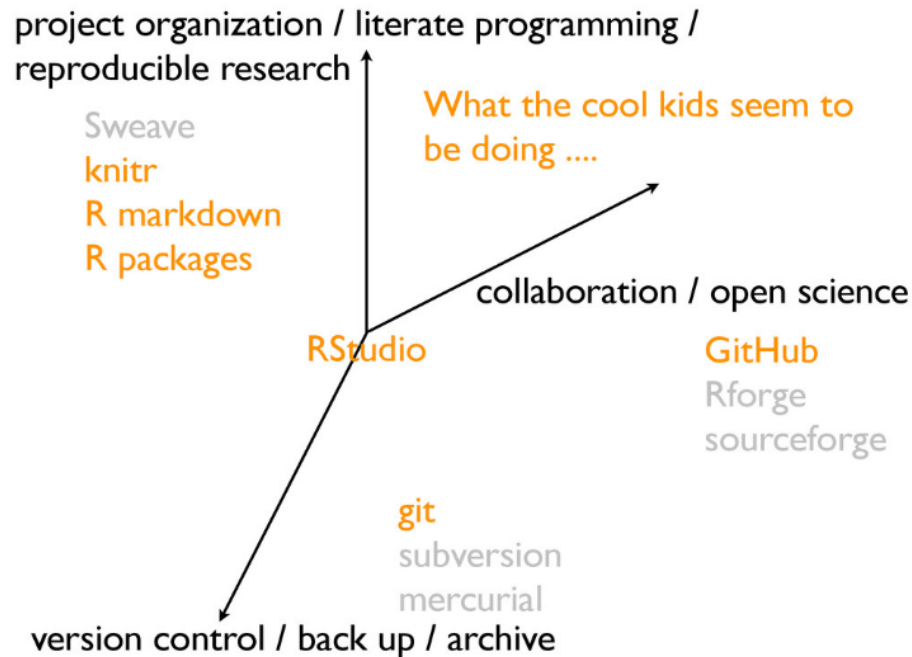 project organization / literate programming /
reproducible research
What the cool kids seem to
be doing ....
Sweave
knitr
R markdown
R packages
collaboration / open science
RStudio
GitHub
Rforge
sourceforge
git
subversion
mercurial
version control / back up / archive